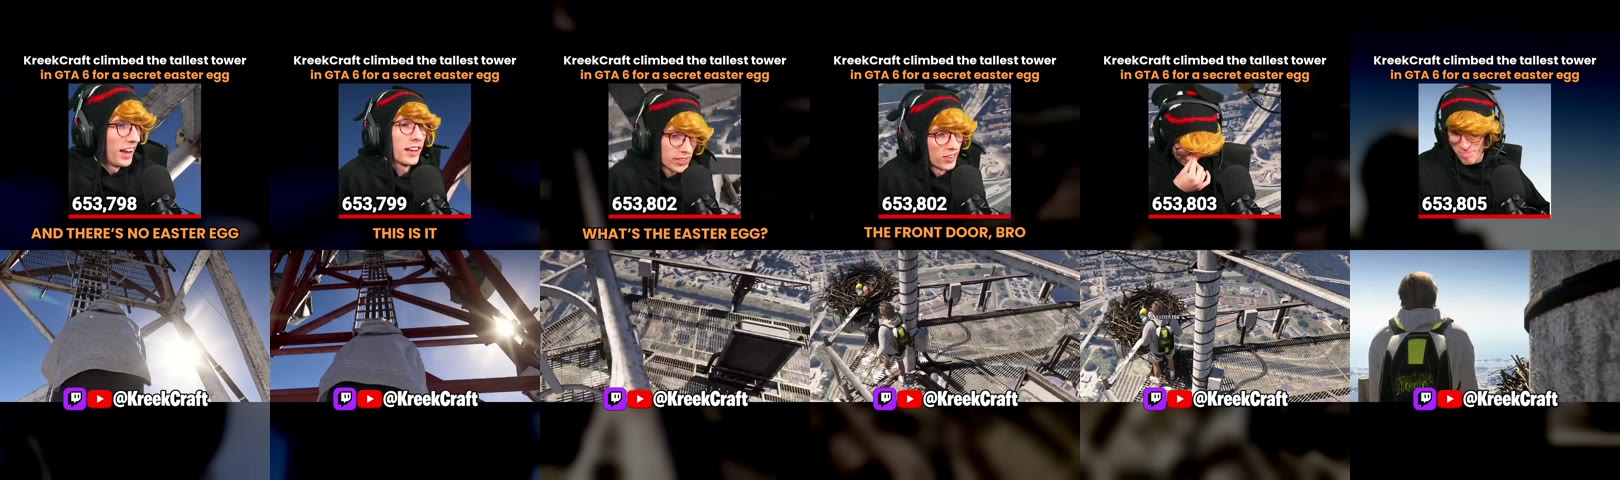 KreekCraft climbed the tallest tower
in GTA 6 for a secret easter egg
653,798
AND THERE'S NO EASTER EGG
@KreekCraft
KreekCraft climbed the tallest tower
in GTA 6 for a secret easter egg
653,799
THIS IS IT
@KreekCraft
KreekCraft climbed the tallest tower
in GTA 6 for a secret easter egg
653,802
WHAT'S THE EASTER EGG?
@KreekCraft
KreekCraft climbed the tallest tower
in GTA 6 for a secret easter egg
653,802
THE FRONT DOOR, BRO
@KreekCraft
KreekCraft climbed the tallest tower
in GTA 6 for a secret easter egg
653,803
@KreekCraft
KreekCraft climbed the tallest tower
in GTA 6 for a secret easter egg
653,805
@KreekCraft